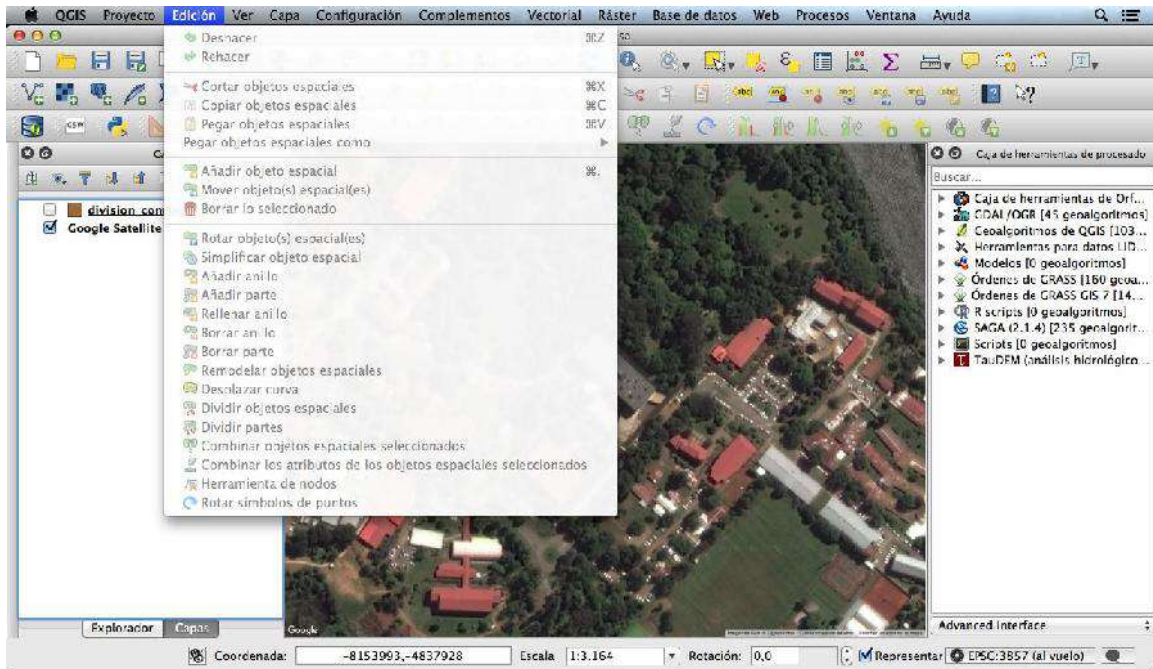 QGIS Proyecto Edición Ver Capa Configuración Complementos Vectorial Ráster Base de datos Web Procesos Ventana Ayuda
Deshacer ⌘Z
Rehacer
Cortar objetos espaciales ⌘X
Copiar objetos espaciales ⌘C
Pegar objetos espaciales ⌘V
Pegar objetos espaciales como
Añadir objeto espacial ⌘.
Mover objeto(s) espacial(es)
Borrar lo seleccionado
Rotar objeto(s) espacial(es)
Simplificar objeto espacial
Añadir anillo
Añadir parte
Rellenar anillo
Borrar anillo
Borrar parte
Remodelar objetos espaciales
Desplazar curva
Dividir objetos espaciales
Dividir partes
Combinar objetos espaciales seleccionados
Combinar los atributos de los objetos espaciales seleccionados
Herramienta de nodos
Rotar símbolos de puntos
division_con
Google Satellite
Explorador Capas
Google
Caja de herramientas de procesado
Buscar...
Caja de herramientas de Orf...
GDAL/OGR [45 geoalgoritmos]
Geoalgoritmos de QGIS [103...
Herramientas para datos LID...
Modelos [0 geoalgoritmos]
Órdenes de GRASS [160 geoa...
Órdenes de GRASS GIS 7 [14...
R scripts [0 geoalgoritmos]
SAGA (2.1.4) [235 geoalgorit...
Scripts [0 geoalgoritmos]
TauDEM (análisis hidrológico...
Advanced Interface
Coordenada: -8153993,-4837928 Escala 1:3.164 Rotación: 0,0 Representar EPSG:3857 (al vuelo)